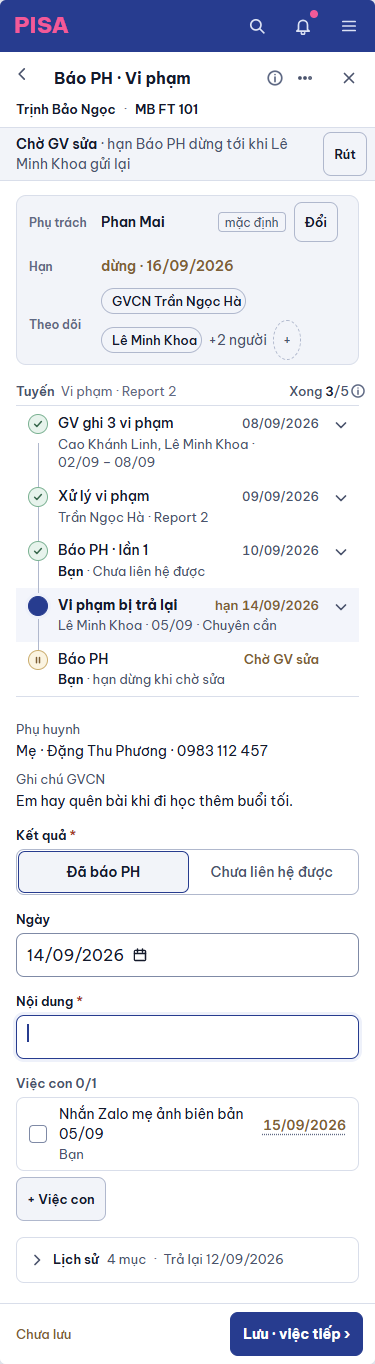 PISA
Báo PH · Vi phạm
Trịnh Bảo Ngọc · MB FT 101
Chờ GV sửa · hạn Báo PH dừng tới khi Lê
Minh Khoa gửi lại
Rút
Phụ trách Phan Mai mặc định Đổi
Hạn dừng · 16/09/2026
GVCN Trần Ngọc Hà
Theo dõi
Lê Minh Khoa +2 người +
Tuyến Vi phạm · Report 2 Xong 3/5
GV ghi 3 vi phạm 08/09/2026
Cao Khánh Linh, Lê Minh Khoa ·
02/09 – 08/09
Xử lý vi phạm 09/09/2026
Trần Ngọc Hà · Report 2
Báo PH · lần 1 10/09/2026
Bạn · Chưa liên hệ được
Vi phạm bị trả lại hạn 14/09/2026
Lê Minh Khoa · 05/09 · Chuyên cần
Báo PH Chờ GV sửa
Bạn · hạn dừng khi chờ sửa
Phụ huynh
Mẹ · Đặng Thu Phương · 0983 112 457
Ghi chú GVCN
Em hay quên bài khi đi học thêm buổi tối.
Kết quả *
Đã báo PH Chưa liên hệ được
Ngày
14/09/2026
Nội dung *
Việc con 0/1
Nhắn Zalo mẹ ảnh biên bản
05/09
15/09/2026
Bạn
+ Việc con
Lịch sử 4 mục · Trả lại 12/09/2026
Chưa lưu
Lưu · việc tiếp ›